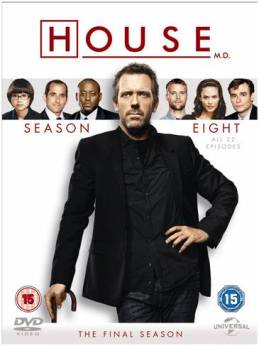 HOUSE
M.D.
SEASON
EIGHT
ALL 22
EPISODES
15
DVD
VIDEO
15
UNIVERSAL
THE FINAL SEASON